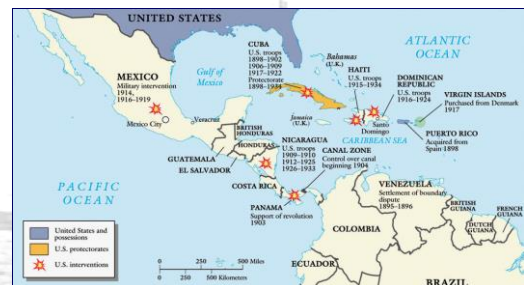 UNITED STATES
ATLANTIC
OCEAN
Gulf of
Mexico
Bahamas
(U.K.)
CUBA
U.S. troops
1898–1902
1906–1909
1917–1922
Protectorate
1898–1934
MEXICO
Military intervention
1914,
1916–1919
Mexico City
Veracruz
HAITI
U.S. troops
1915–1934
DOMINICAN
REPUBLIC
U.S. troops
1916–1924
VIRGIN ISLANDS
Purchased from Denmark
1917
Jamaica
(U.K.)
Santo
Domingo
CARIBBEAN SEA
PUERTO RICO
Acquired from
Spain 1898
BRITISH
HONDURAS
HONDURAS
GUATEMALA
EL SALVADOR
NICARAGUA
U.S. troops
1909–1910
1912–1925
1926–1933
CANAL ZONE
Control over canal
beginning 1904
COSTA RICA
PANAMA
Support of revolution
1903
VENEZUELA
Settlement of boundary
dispute
1895–1896
BRITISH
GUIANA
DUTCH
GUIANA
FRENCH
GUIANA
COLOMBIA
ECUADOR
BRAZIL
PACIFIC
OCEAN
United States and
possessions
U.S. protectorates
U.S. interventions
0 250 500 Miles
0 250 500 Kilometers